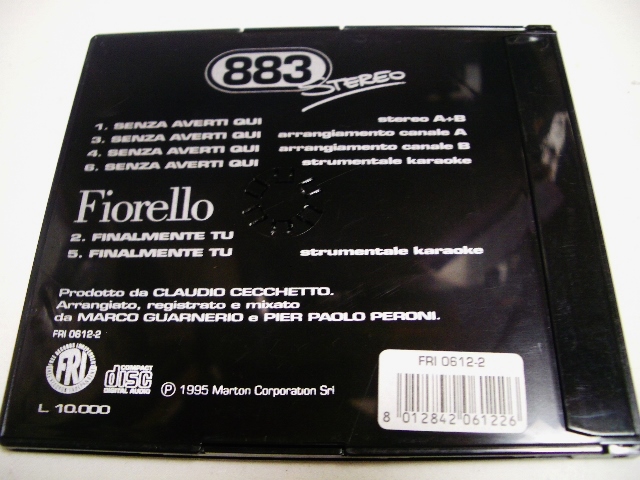 883
STEREO
1. SENZA AVERTI QUI stereo A+B
3. SENZA AVERTI QUI arrangiamento canale A
4. SENZA AVERTI QUI arrangiamento canale B
6. SENZA AVERTI QUI strumentale karaoke
Fiorello
2. FINALMENTE TU
5. FINALMENTE TU strumentale karaoke
Prodotto da CLAUDIO CECCHETTO.
Arrangiato, registrato e mixato
da MARCO GUARNERIO e PIER PAOLO PERONI.
FRI 0612-2
FRI
COMPACT
disc
DIGITAL AUDIO
Ⓟ 1995 Marton Corporation Srl
L. 10.000
FRI 0612-2
8 012842 061226